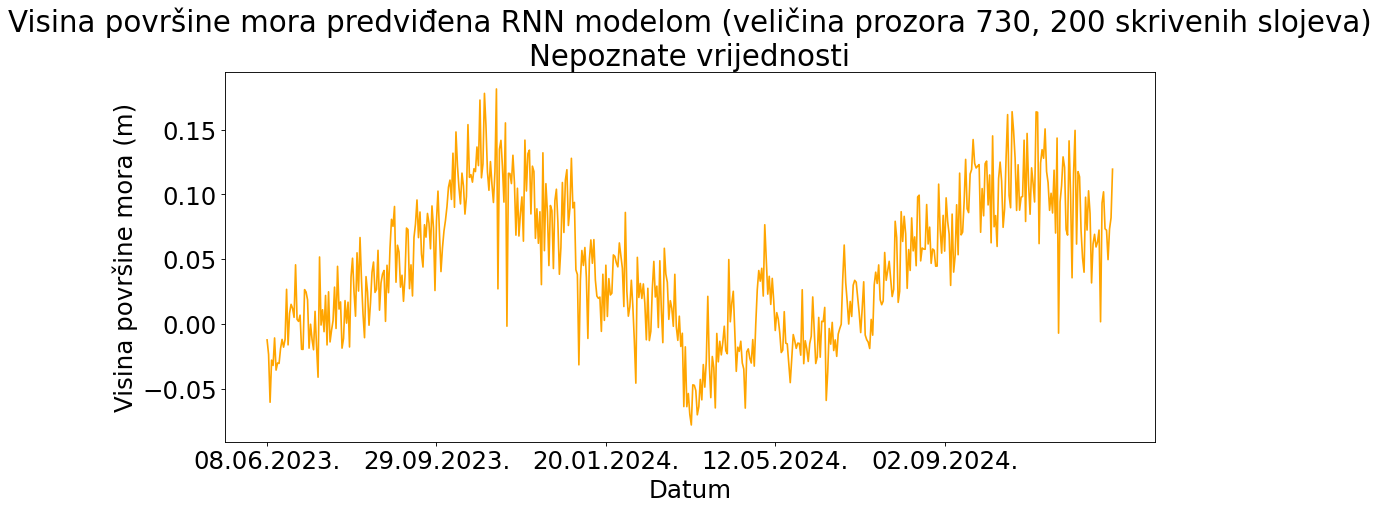 Visina površine mora predviđena RNN modelom (veličina prozora 730, 200 skrivenih slojeva)
Nepoznate vrijednosti
Visina površine mora (m)
0.15
0.10
0.05
0.00
−0.05
08.06.2023.
29.09.2023.
20.01.2024.
12.05.2024.
02.09.2024.
Datum